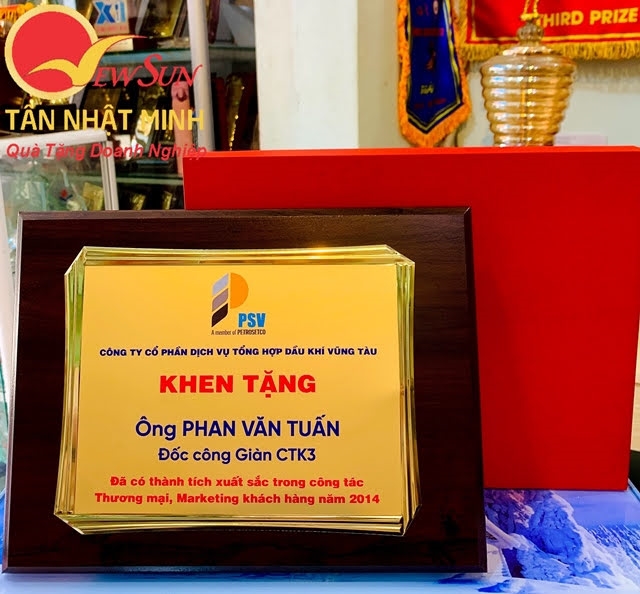 NEWSUN
TÂN NHẬT MINH
Quà Tặng Doanh Nghiệp
THIRD PRIZE
PSV
A member of PETROSETCO
CÔNG TY CỔ PHẦN DỊCH VỤ TỔNG HỢP DẦU KHÍ VŨNG TÀU
KHEN TẶNG
Ông PHAN VĂN TUẤN
Đốc công Giàn CTK3
Đã có thành tích xuất sắc trong công tác
Thương mại, Marketing khách hàng năm 2014